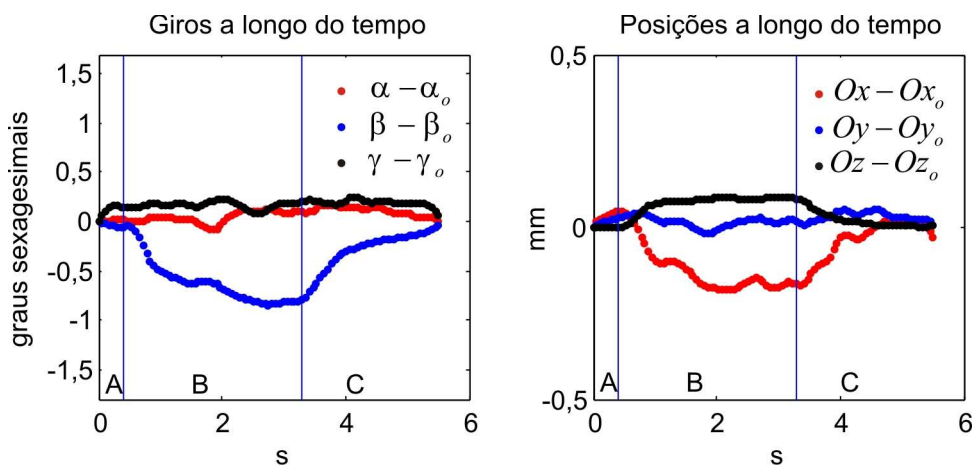 Giros a longo do tempo
1,5
1
0,5
0
-0,5
-1
-1,5
graus sexagesimais
α − αo
β − βo
γ − γo
A
B
C
0
2
4
6
s
Posições a longo do tempo
0,5
0
-0,5
mm
Ox − Oxo
Oy − Oyo
Oz − Ozo
A
B
C
0
2
4
6
s